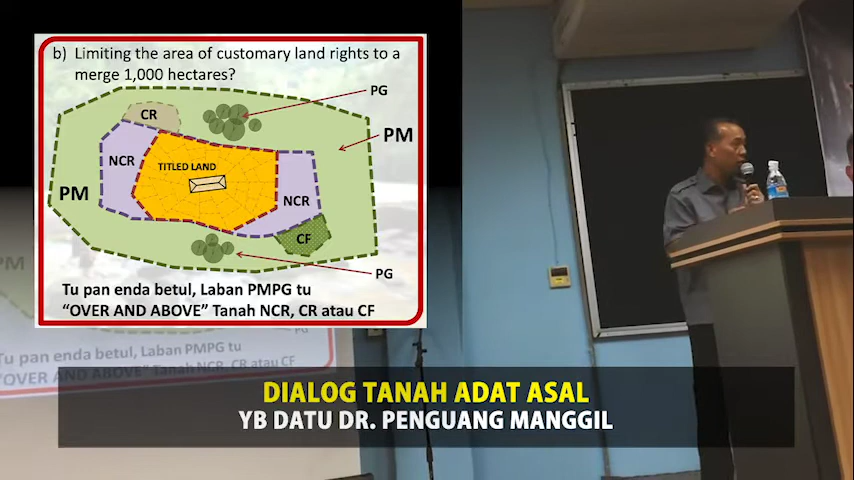 b) Limiting the area of customary land rights to a
merge 1,000 hectares?
PG
CR
PM
NCR
TITLED LAND
PM
NCR
CF
PG
Tu pan enda betul, Laban PMPG tu
“OVER AND ABOVE” Tanah NCR, CR atau CF
PM
PG
Tu pan enda betul, Laban PMPG tu
"OVER AND ABOVE" Tanah NCR, CR atau CF
DIALOG TANAH ADAT ASAL
YB DATU DR. PENGUANG MANGGIL